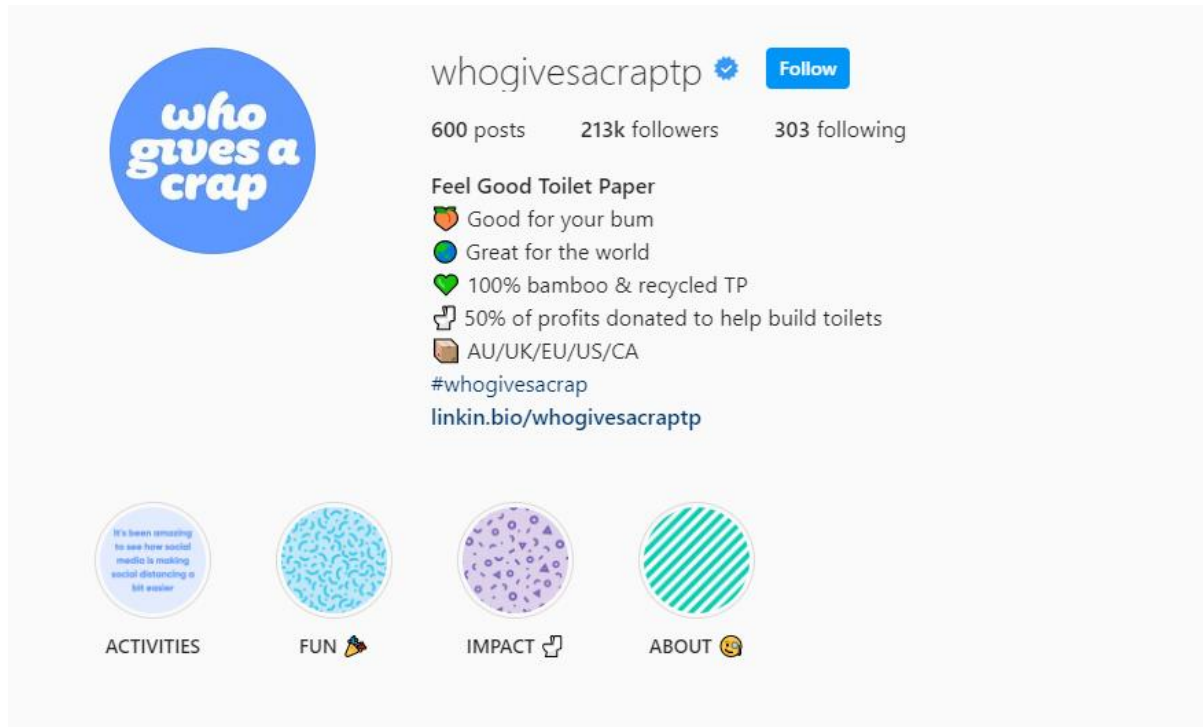 who
gives a
crap
whogivesacraptp Follow
600 posts 213k followers 303 following
Feel Good Toilet Paper
🍑 Good for your bum
🌏 Great for the world
💚 100% bamboo & recycled TP
🚽 50% of profits donated to help build toilets
📦 AU/UK/EU/US/CA
#whogivesacrap
linkin.bio/whogivesacraptp
It's been amazing
to see how social
media is making
social distancing a
bit easier
ACTIVITIES FUN 🎉 IMPACT 🚽 ABOUT 🧐